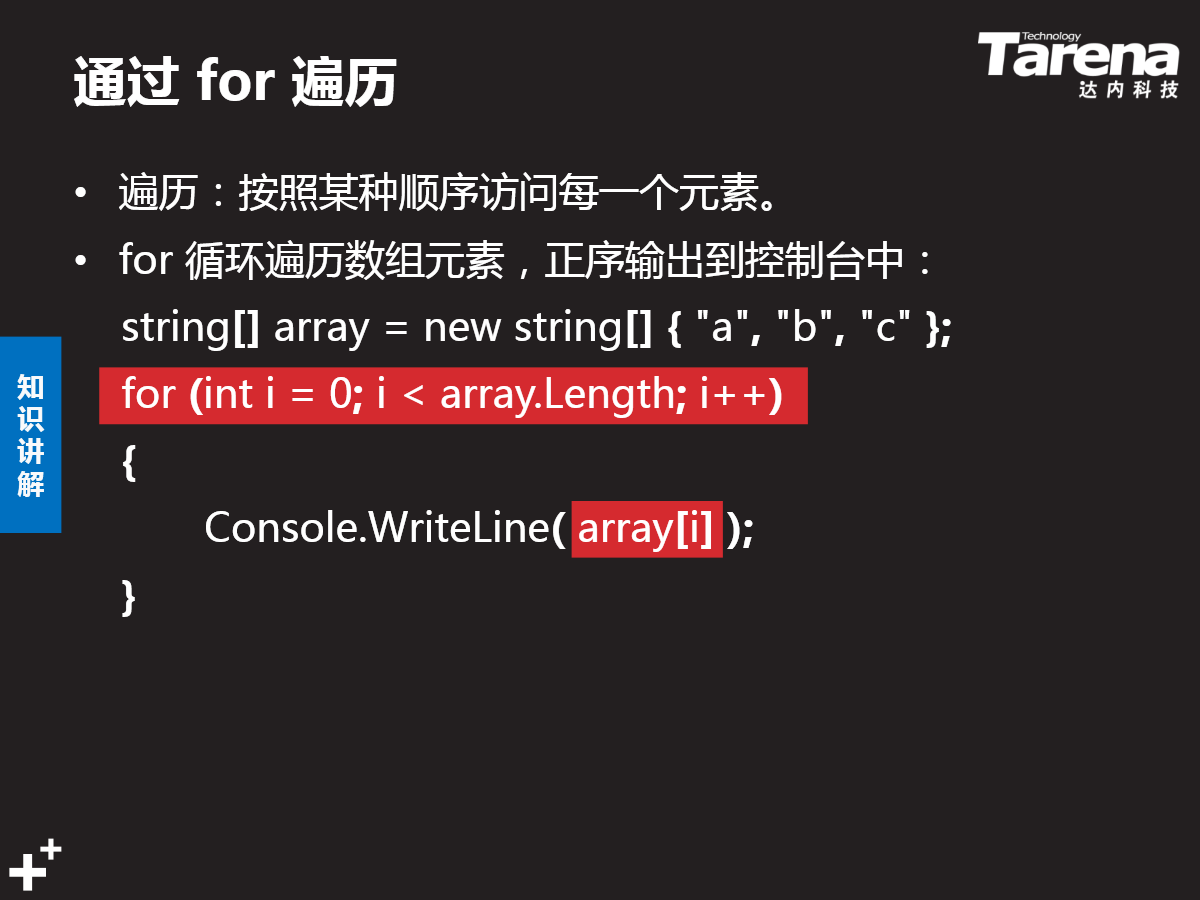 通过 for 遍历
Technology
Tarena
达内科技
• 遍历：按照某种顺序访问每一个元素。
• for 循环遍历数组元素，正序输出到控制台中：
string[] array = new string[] { "a", "b", "c" };
for (int i = 0; i < array.Length; i++)
{
Console.WriteLine( array[i] );
}
知识讲解